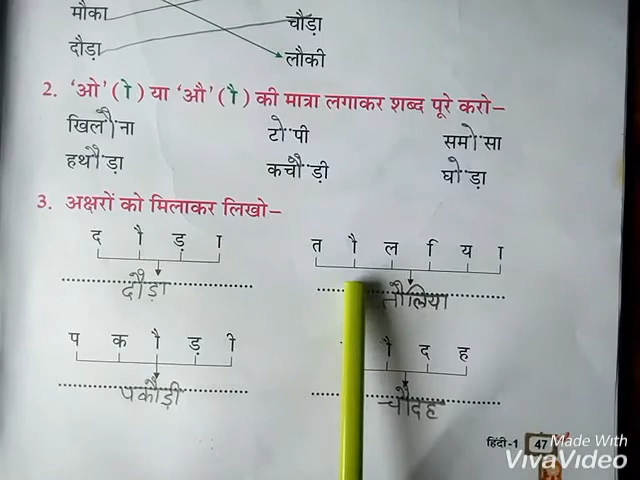 मौका
चौड़ा
दौड़ा
लौकी
2. ‘ओ’ ( ो ) या ‘औ’ ( ौ ) की मात्रा लगाकर शब्द पूरे करो–
खिलौना टोपी समोसा
हथौड़ा कचौड़ी घोड़ा
3. अक्षरों को मिलाकर लिखो–
द ौ ड़ ा त ौ ल ि य ा
दौड़ा तौलिया
प क ौ ड़ ी ौ द ह
पकौड़ी चौदह
हिंदी-1 47
Made With
VivaVideo